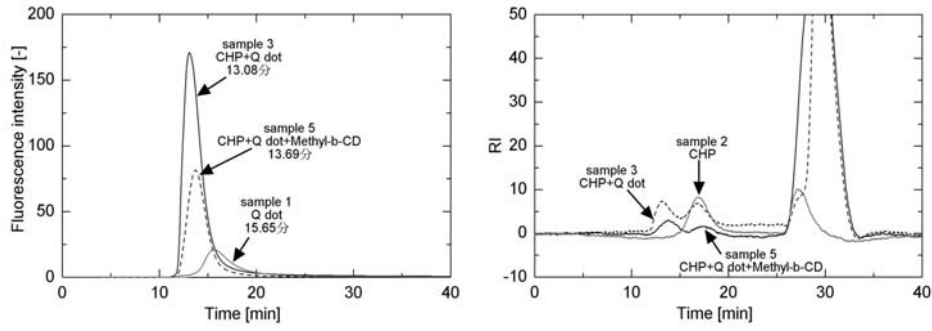 200
150
100
50
0
Fluorescence intensity [-]
sample 3
CHP+Q dot
13.08分
sample 5
CHP+Q dot+Methyl-b-CD
13.69分
sample 1
Q dot
15.65分
0
10
20
30
40
Time [min]
50
40
30
20
10
0
-10
RI
sample 2
CHP
sample 3
CHP+Q dot
sample 5
CHP+Q dot+Methyl-b-CD
0
10
20
30
40
Time [min]